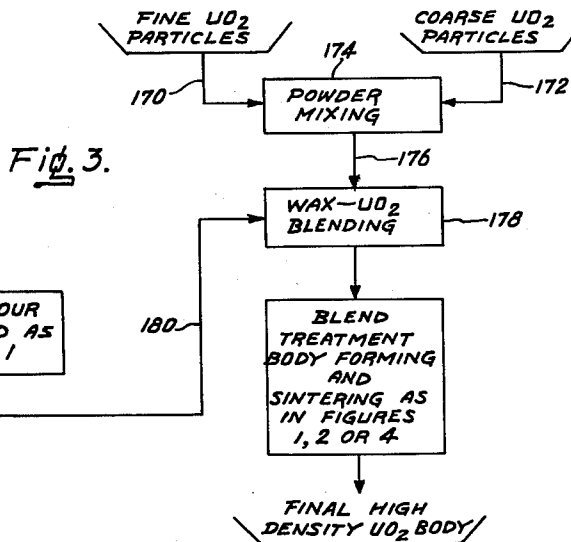 FINE UO2
PARTICLES
COARSE UO2
PARTICLES
174
170
172
POWDER
MIXING
Fig. 3.
176
WAX-UO2
BLENDING
178
OUR
D AS
1
180
BLEND
TREATMENT
BODY FORMING
AND
SINTERING AS
IN FIGURES
1, 2 OR 4
FINAL HIGH
DENSITY UO2 BODY